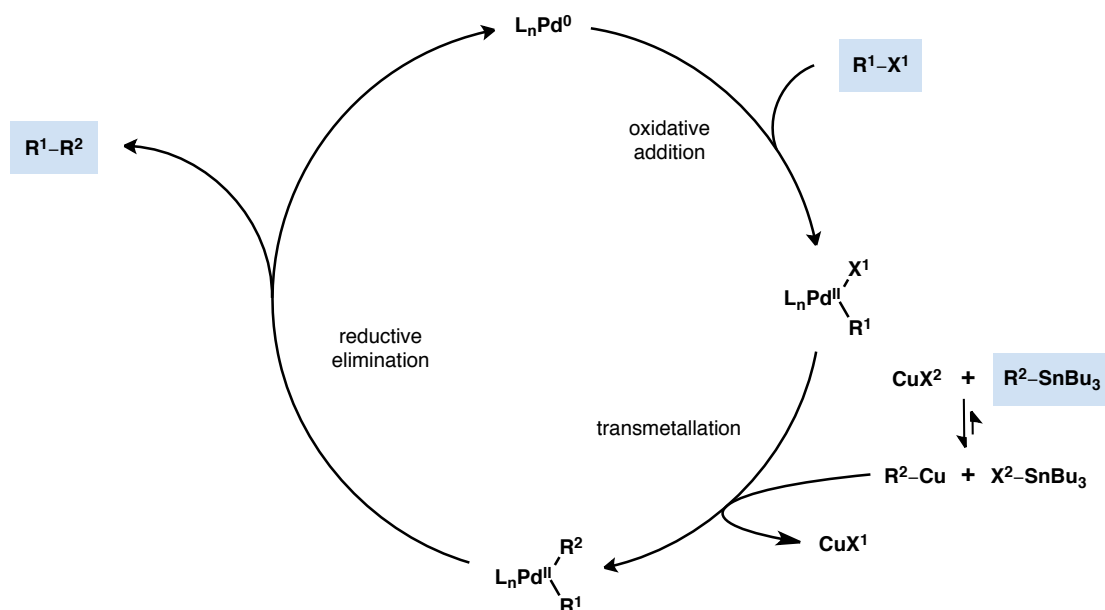 LₙPd⁰
R¹–X¹
oxidative
addition
R¹–R²
X¹
LₙPdᴵᴵ
R¹
reductive
elimination
CuX² + R²–SnBu₃
transmetallation
R²–Cu + X²–SnBu₃
CuX¹
R²
LₙPdᴵᴵ
R¹